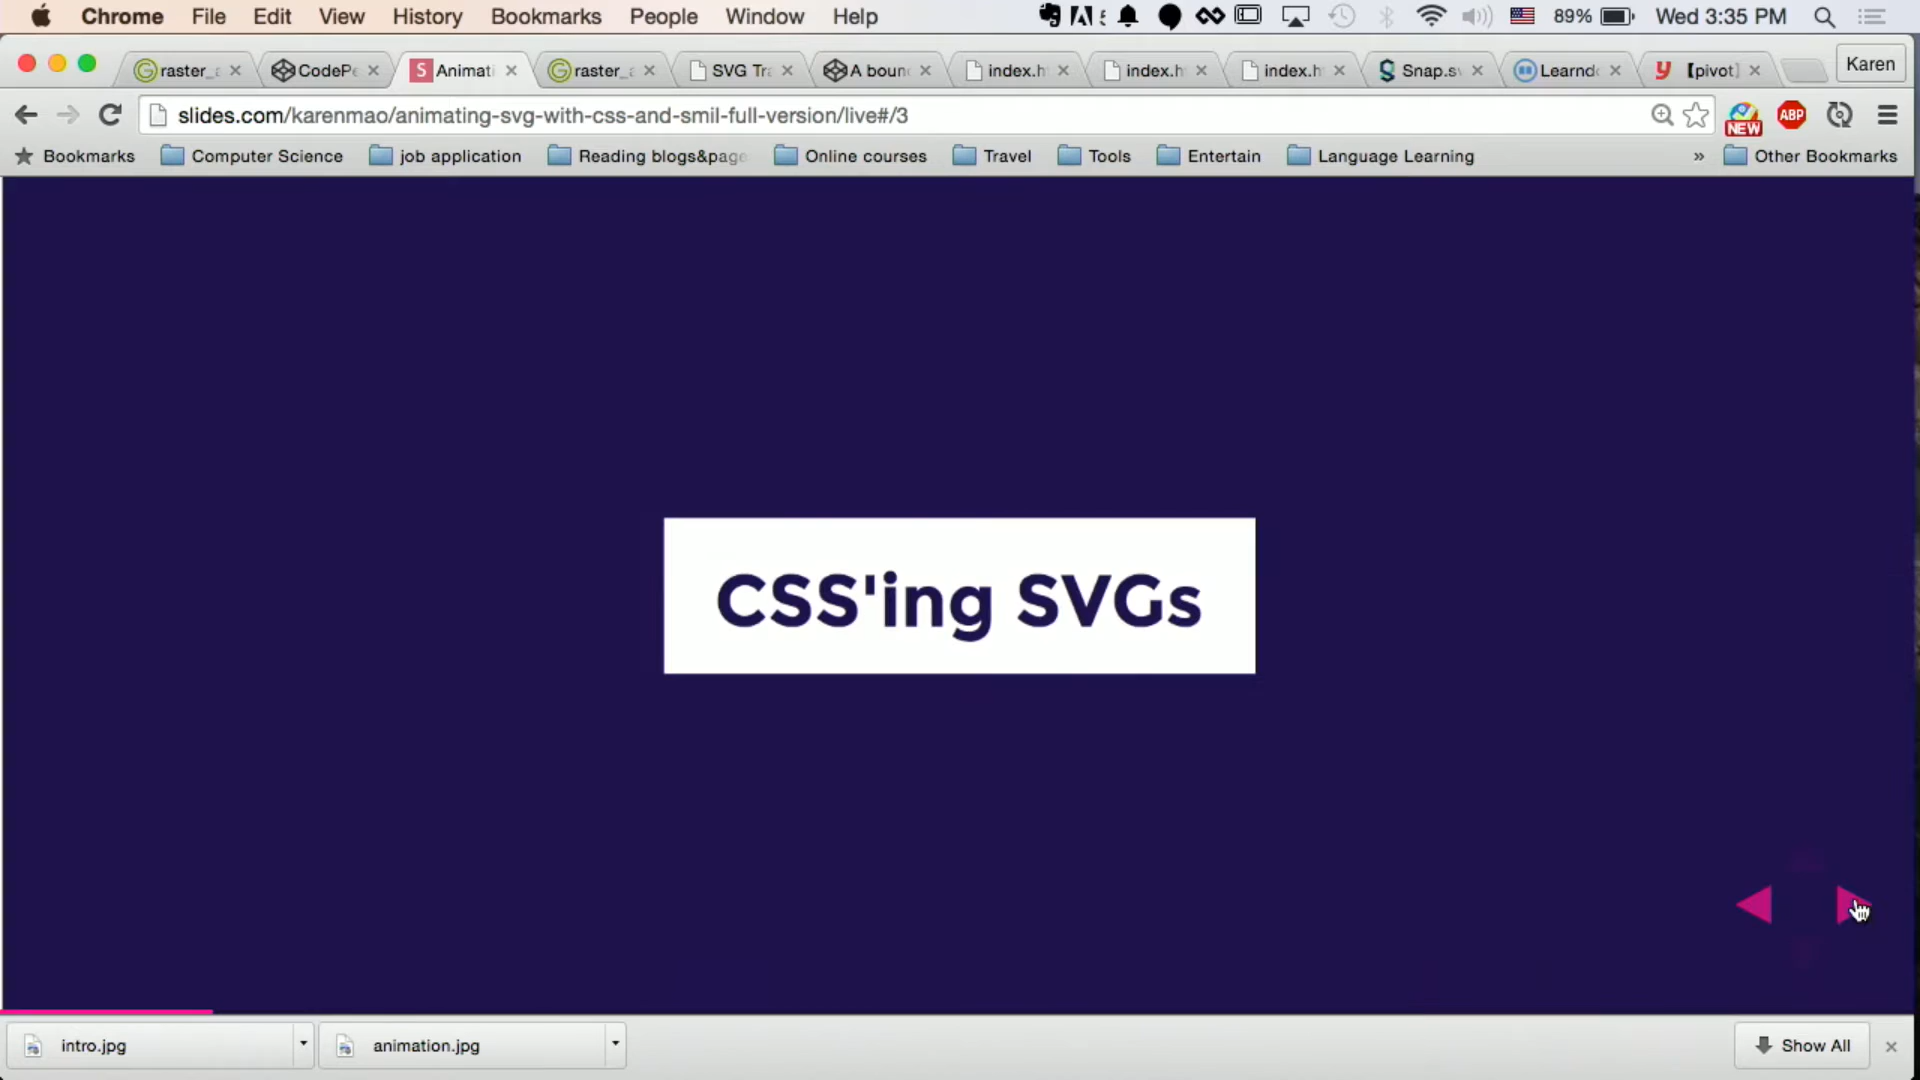 Chrome File Edit View History Bookmarks People Window Help 89% Wed 3:35 PM
raster_ CodePe Animati raster_ SVG Tra A boun index.h index.h index.h Snap.sv Learnd 【pivot】 Karen
slides.com/karenmao/animating-svg-with-css-and-smil-full-version/live#/3 NEW ABP
Bookmarks Computer Science job application Reading blogs&page Online courses Travel Tools Entertain Language Learning » Other Bookmarks
CSS'ing SVGs
intro.jpg animation.jpg Show All